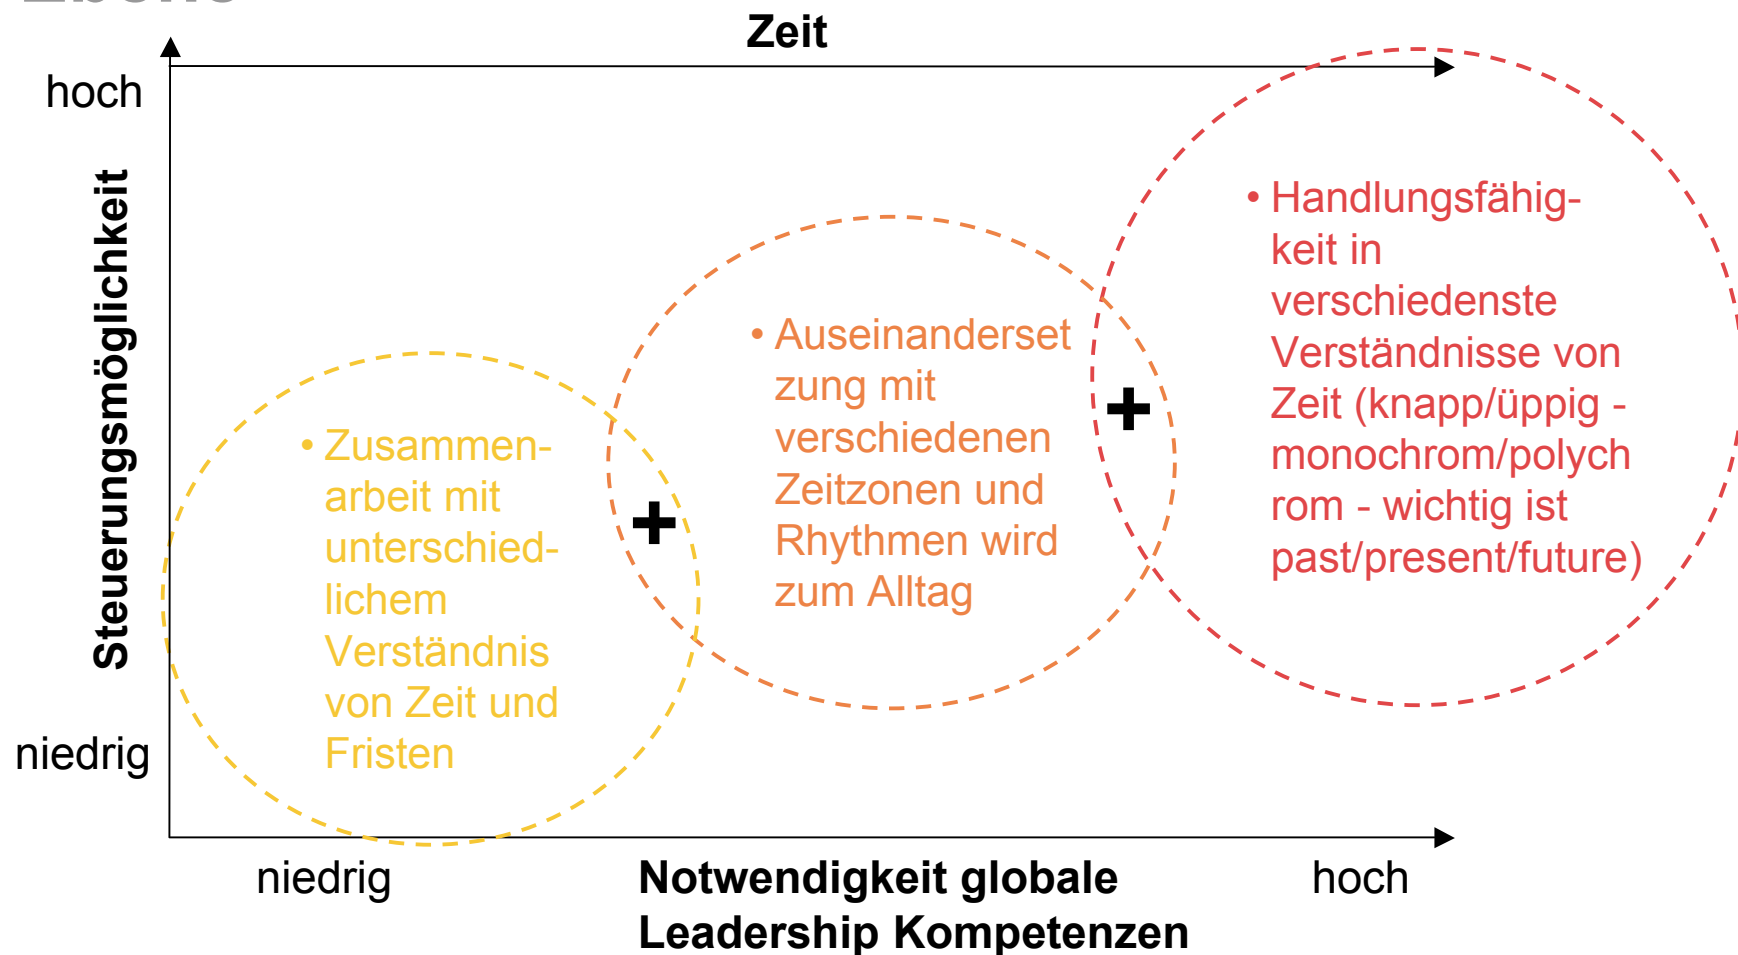 Zeit
hoch
Steuerungsmöglichkeit
niedrig
• Zusammen-
arbeit mit
unterschied-
lichem
Verständnis
von Zeit und
Fristen
+
• Auseinanderset
zung mit
verschiedenen
Zeitzonen und
Rhythmen wird
zum Alltag
+
• Handlungsfähig-
keit in
verschiedenste
Verständnisse von
Zeit (knapp/üppig -
monochrom/polych
rom - wichtig ist
past/present/future)
niedrig
Notwendigkeit globale
Leadership Kompetenzen
hoch